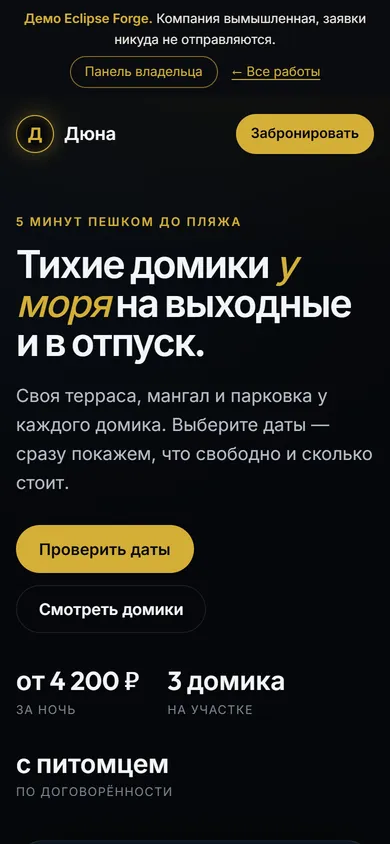 Демо Eclipse Forge. Компания вымышленная, заявки
никуда не отправляются.
Панель владельца
← Все работы
Д
Дюна
Забронировать
5 МИНУТ ПЕШКОМ ДО ПЛЯЖА
Тихие домики у
моря на выходные
и в отпуск.
Своя терраса, мангал и парковка у
каждого домика. Выберите даты —
сразу покажем, что свободно и сколько
стоит.
Проверить даты
Смотреть домики
от 4 200 ₽
ЗА НОЧЬ
3 домика
НА УЧАСТКЕ
с питомцем
ПО ДОГОВОРЁННОСТИ